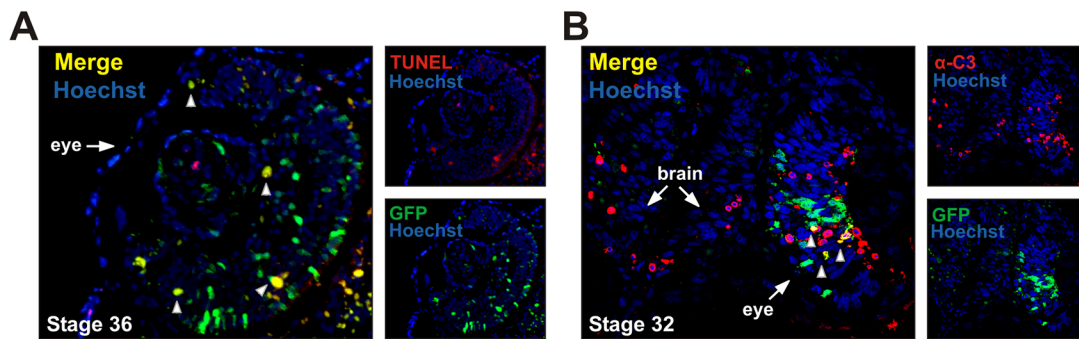 A
Merge
Hoechst
eye
Stage 36
TUNEL
Hoechst
GFP
Hoechst
B
Merge
Hoechst
brain
eye
Stage 32
α-C3
Hoechst
GFP
Hoechst